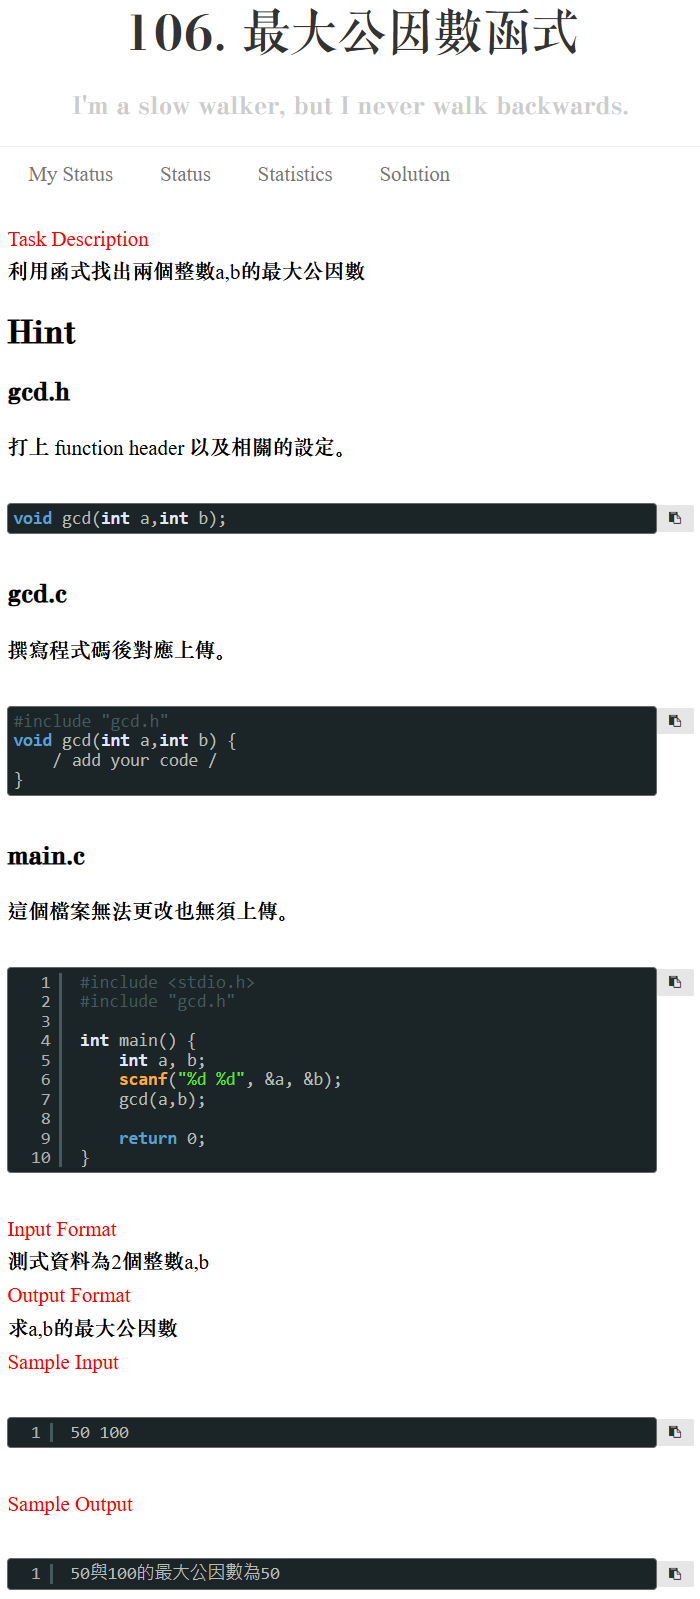 106. 最大公因數函式
I'm a slow walker, but I never walk backwards.
My Status Status Statistics Solution
Task Description
利用函式找出兩個整數a,b的最大公因數
Hint
gcd.h
打上 function header 以及相關的設定。
void gcd(int a,int b);
gcd.c
撰寫程式碼後對應上傳。
#include "gcd.h"
void gcd(int a,int b) {
    / add your code /
}
main.c
這個檔案無法更改也無須上傳。
1 #include <stdio.h>
2 #include "gcd.h"
3
4 int main() {
5     int a, b;
6     scanf("%d %d", &a, &b);
7     gcd(a,b);
8
9     return 0;
10 }
Input Format
測式資料為2個整數a,b
Output Format
求a,b的最大公因數
Sample Input
1 50 100
Sample Output
1 50與100的最大公因數為50